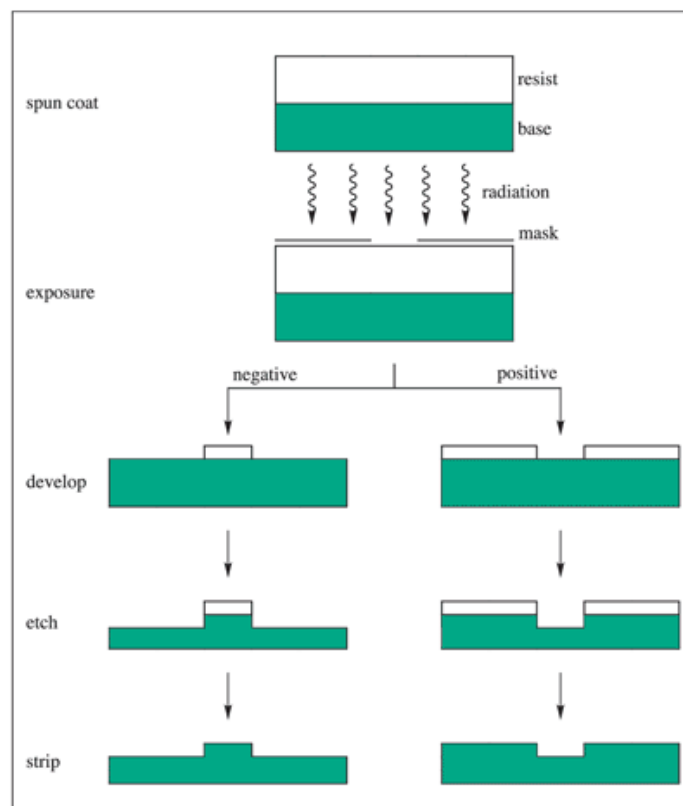 resist
spun coat
base
radiation
mask
exposure
negative
positive
develop
etch
strip